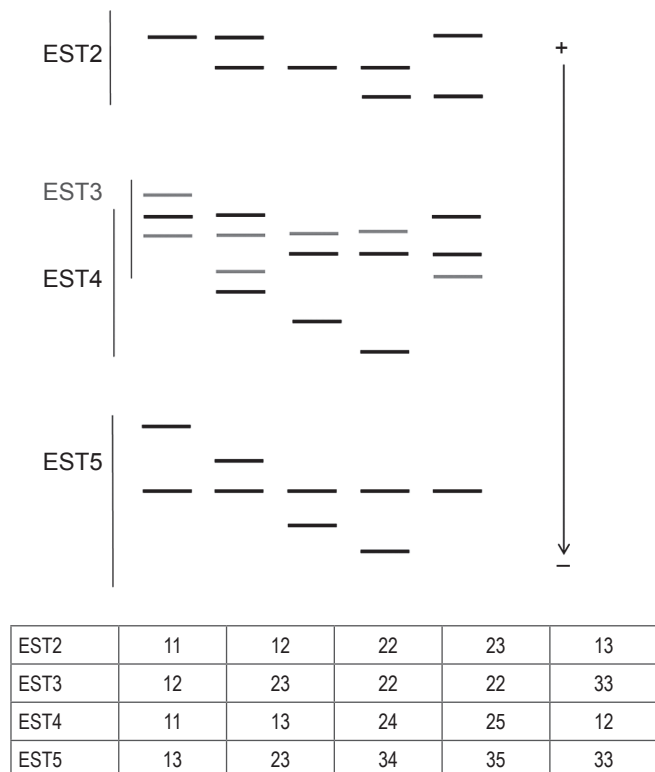 EST2
+
EST3
EST4
EST5
–
EST2 11 12 22 23 13
EST3 12 23 22 22 33
EST4 11 13 24 25 12
EST5 13 23 34 35 33